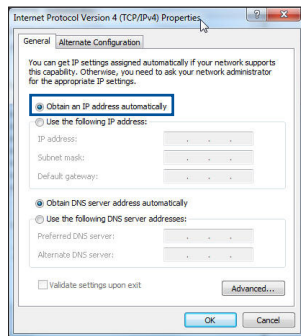 Internet Protocol Version 4 (TCP/IPv4) Properties
General
Alternate Configuration
You can get IP settings assigned automatically if your network supports
this capability. Otherwise, you need to ask your network administrator
for the appropriate IP settings.
Obtain an IP address automatically
Use the following IP address:
IP address:
Subnet mask:
Default gateway:
Obtain DNS server address automatically
Use the following DNS server addresses:
Preferred DNS server:
Alternate DNS server:
Validate settings upon exit
Advanced...
OK
Cancel